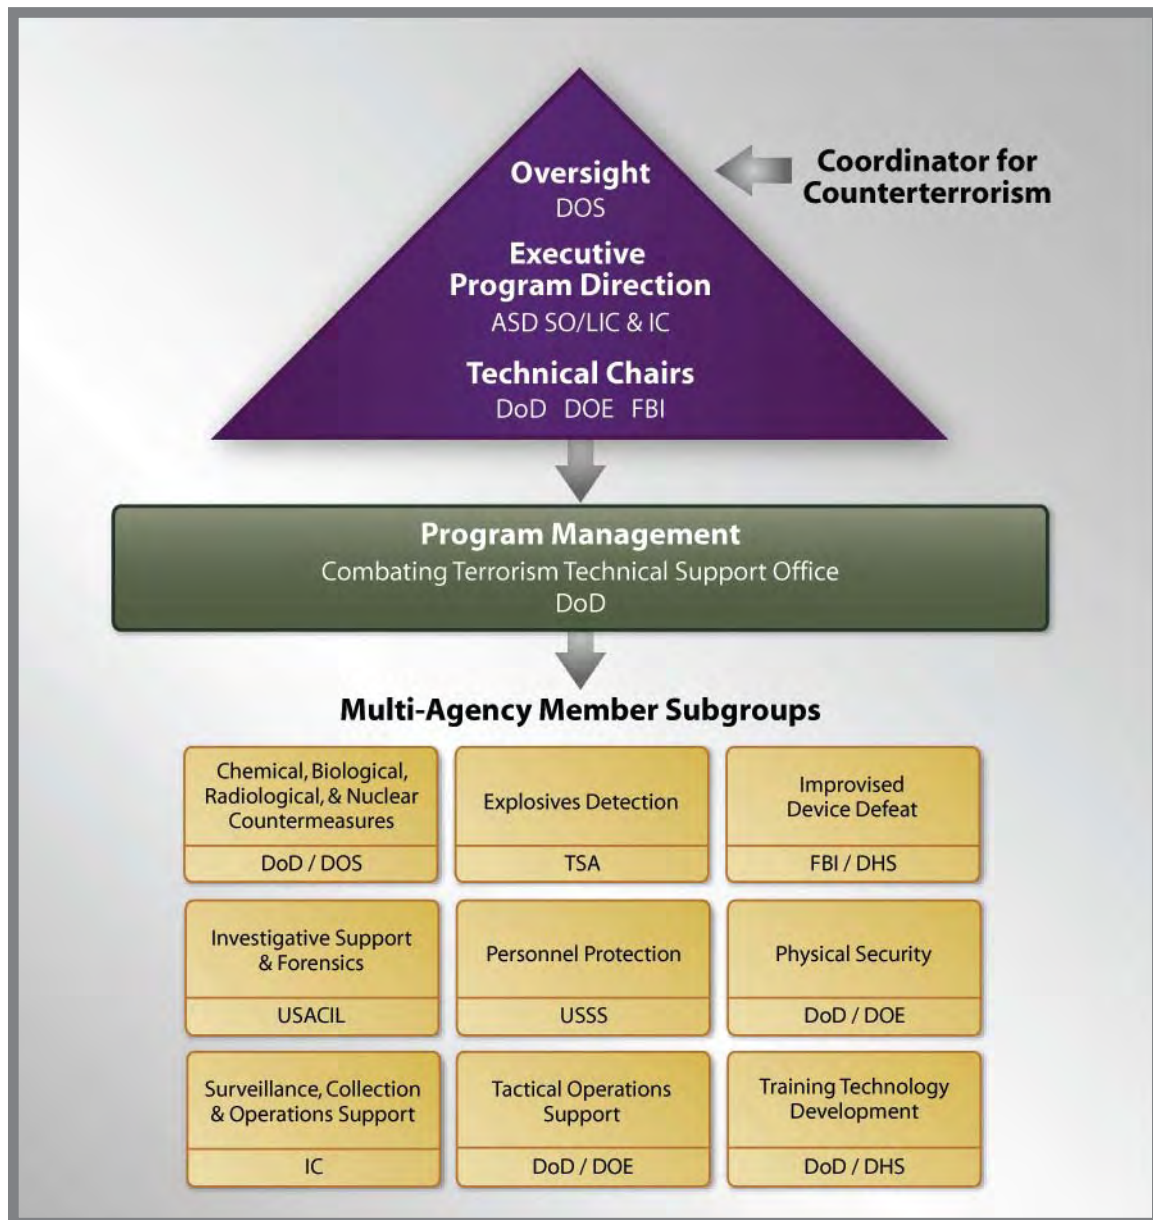 Oversight
DOS
Coordinator for
Counterterrorism
Executive
Program Direction
ASD SO/LIC & IC
Technical Chairs
DoD DOE FBI
Program Management
Combating Terrorism Technical Support Office
DoD
Multi-Agency Member Subgroups
Chemical, Biological,
Radiological, & Nuclear
Countermeasures
DoD / DOS
Explosives Detection
TSA
Improvised
Device Defeat
FBI / DHS
Investigative Support
& Forensics
USACIL
Personnel Protection
USSS
Physical Security
DoD / DOE
Surveillance, Collection
& Operations Support
IC
Tactical Operations
Support
DoD / DOE
Training Technology
Development
DoD / DHS